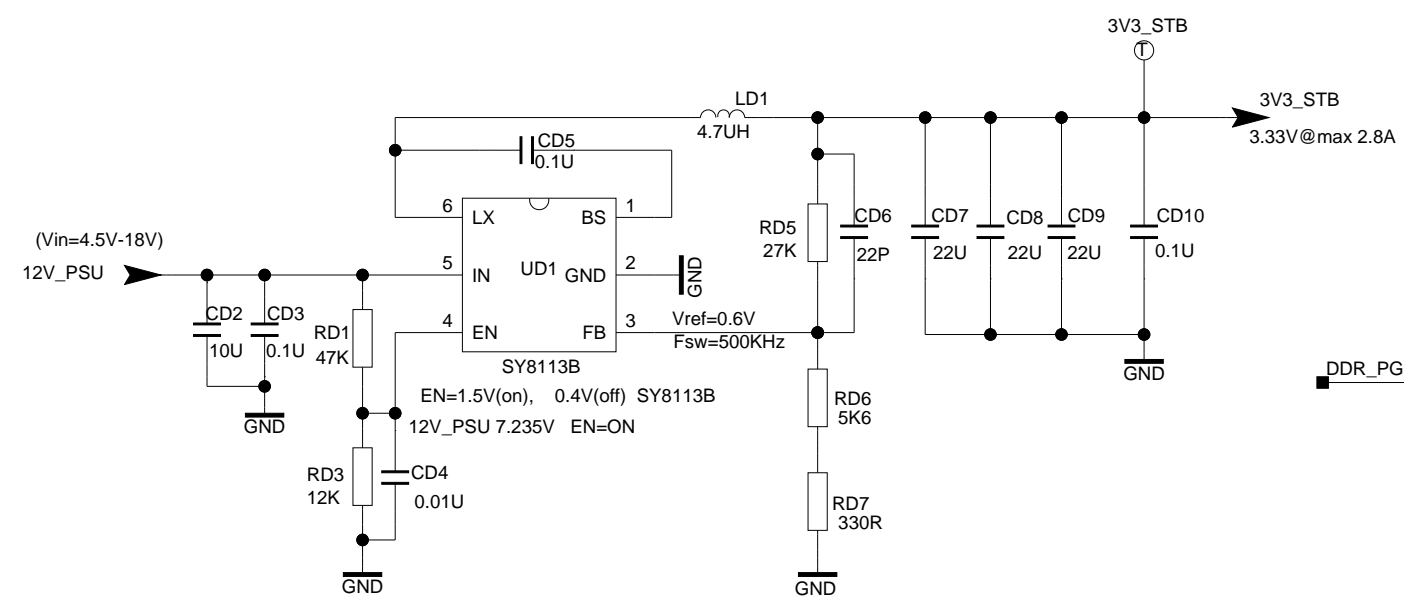 3V3_STB
T
LD1
4.7UH
3V3_STB
3.33V@max 2.8A
CD5
0.1U
6
LX
BS
1
(Vin=4.5V-18V)
12V_PSU
5
IN
UD1
GND
2
GND
4
EN
FB
3
Vref=0.6V
Fsw=500KHz
SY8113B
EN=1.5V(on), 0.4V(off) SY8113B
12V_PSU 7.235V EN=ON
CD2
10U
CD3
0.1U
GND
RD1
47K
RD3
12K
CD4
0.01U
GND
RD5
27K
CD6
22P
CD7
22U
CD8
22U
CD9
22U
CD10
0.1U
GND
RD6
5K6
RD7
330R
GND
DDR_PG